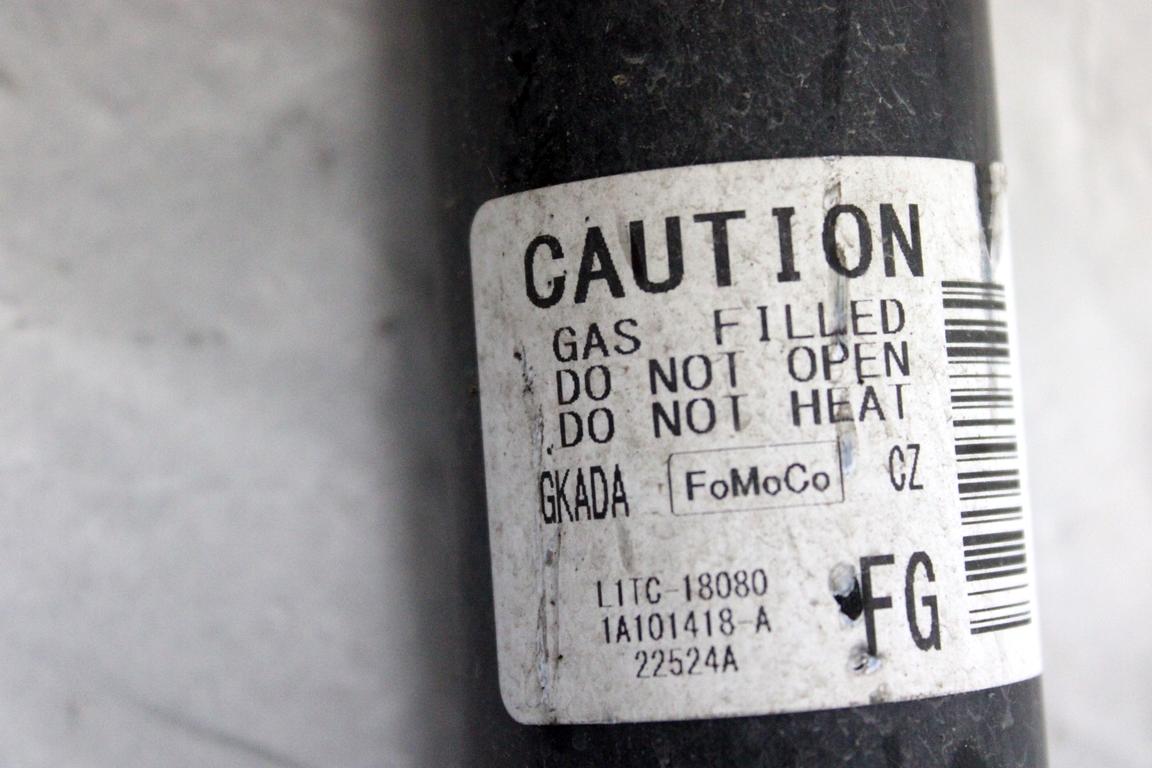 CAUTION
GAS FILLED
DO NOT OPEN
DO NOT HEAT
GKADA FoMoCo CZ
L1TC-18080
1A101418-A
22524A
FG